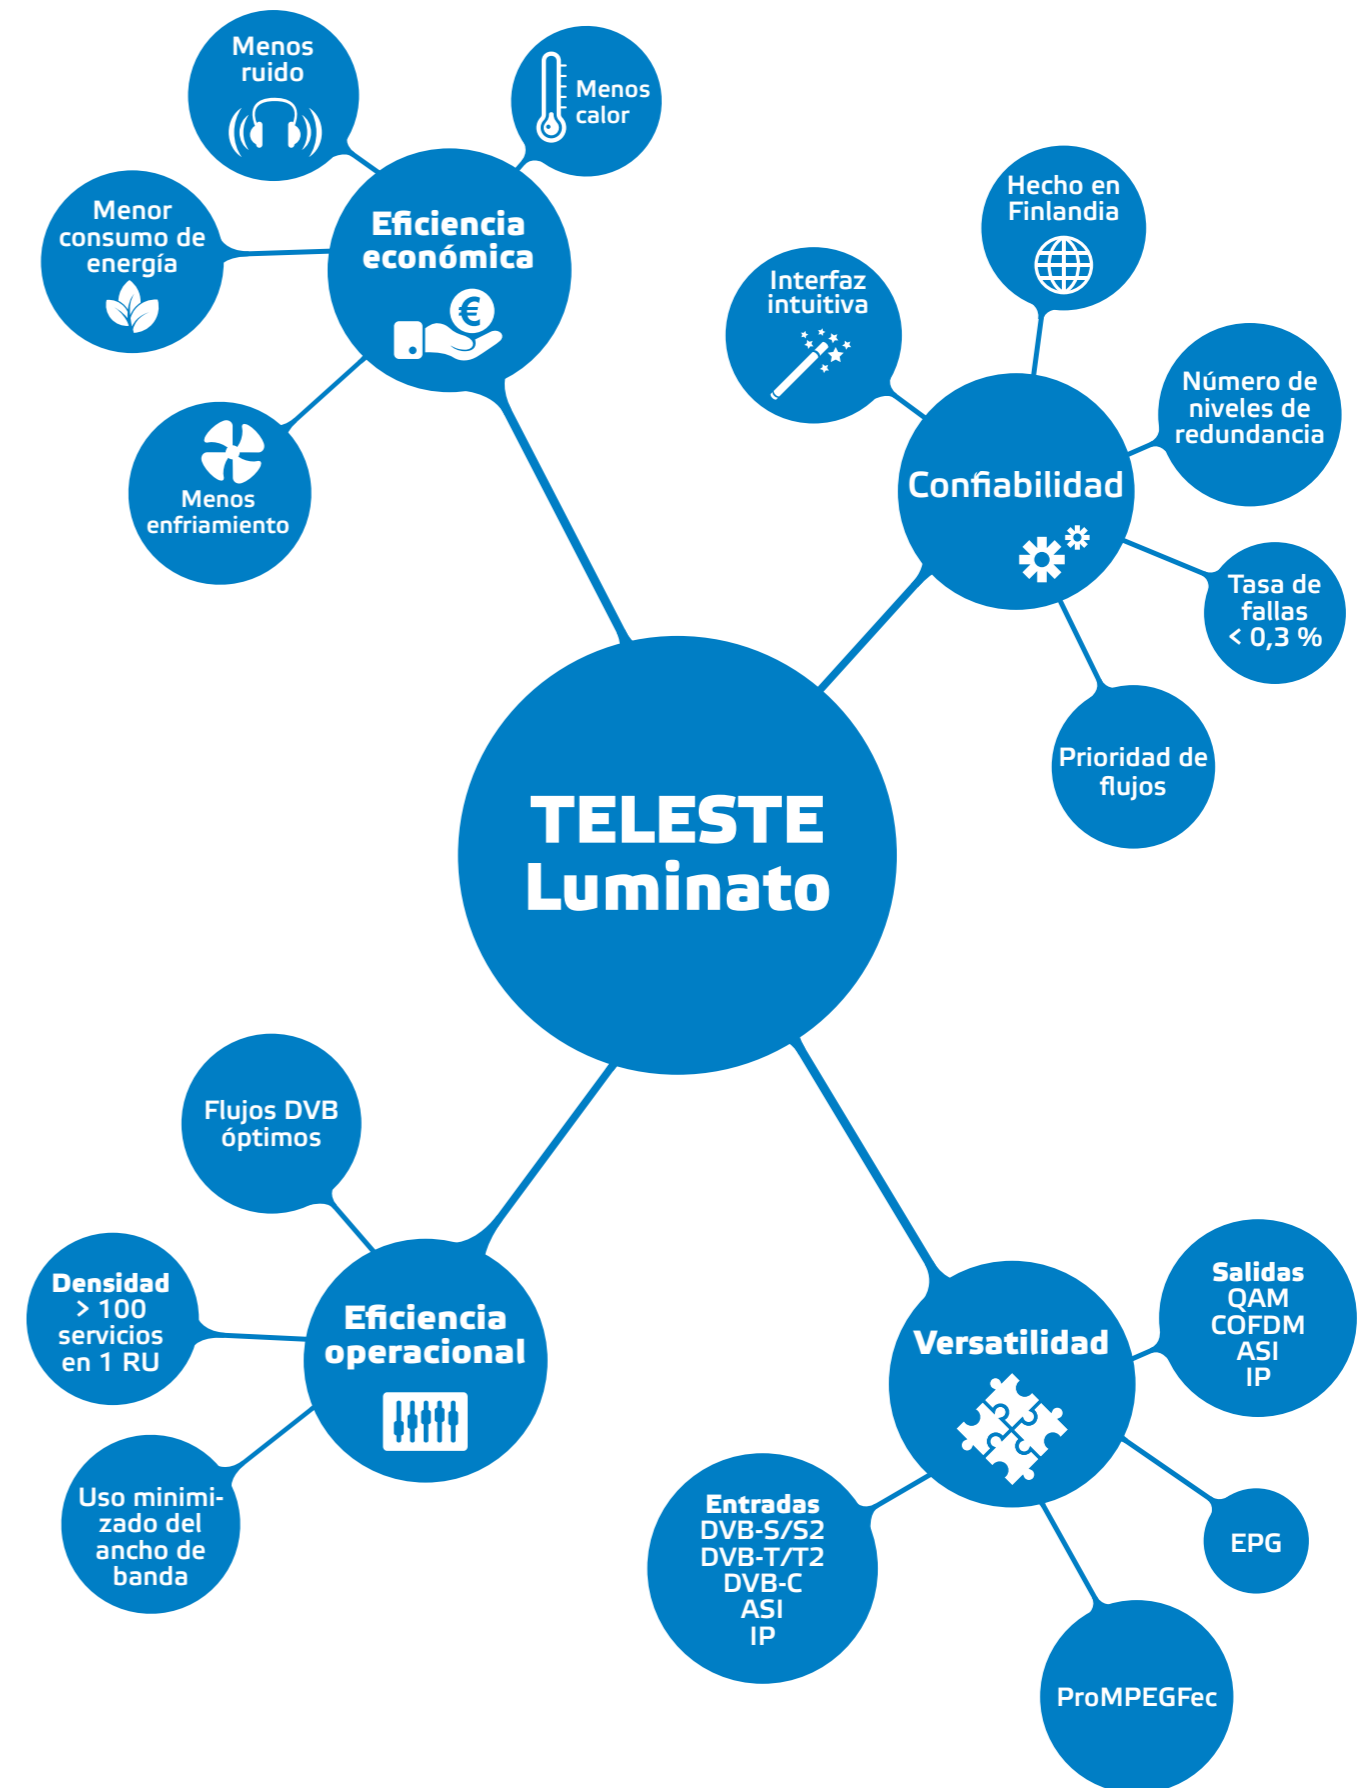 Menos
ruido
Menos
calor
Menor
consumo de
energía
Eficiencia
económica
€
Menos
enfriamiento
Hecho en
Finlandia
Interfaz
intuitiva
Número de
niveles de
redundancia
Confiabilidad
Tasa de
fallas
< 0,3 %
Prioridad de
flujos
TELESTE
Luminato
Flujos DVB
óptimos
Densidad
> 100
servicios
en 1 RU
Eficiencia
operacional
Uso minimi-
zado del
ancho de
banda
Versatilidad
Salidas
QAM
COFDM
ASI
IP
Entradas
DVB-S/S2
DVB-T/T2
DVB-C
ASI
IP
EPG
ProMPEGFec